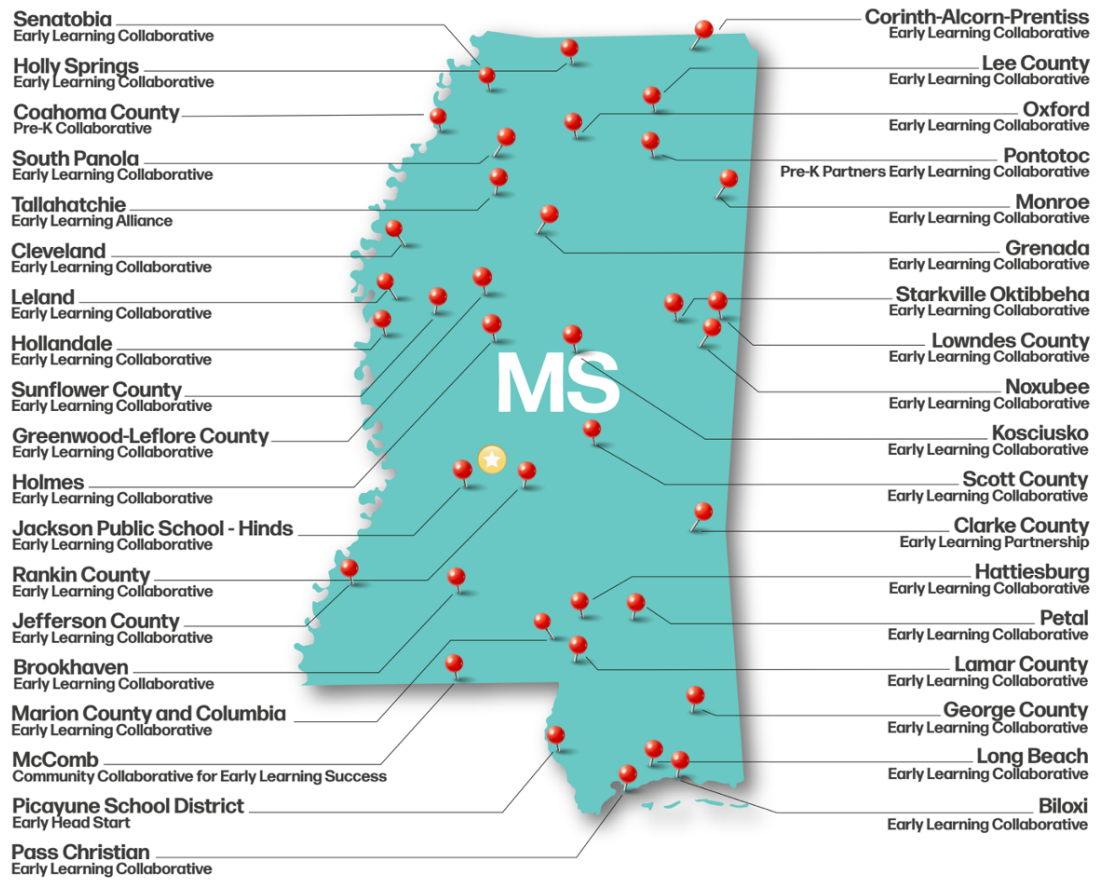 Senatobia
Early Learning Collaborative
Holly Springs
Early Learning Collaborative
Coahoma County
Pre-K Collaborative
South Panola
Early Learning Collaborative
Tallahatchie
Early Learning Alliance
Cleveland
Early Learning Collaborative
Leland
Early Learning Collaborative
Hollandale
Early Learning Collaborative
Sunflower County
Early Learning Collaborative
Greenwood-Leflore County
Early Learning Collaborative
Holmes
Early Learning Collaborative
Jackson Public School - Hinds
Early Learning Collaborative
Rankin County
Early Learning Collaborative
Jefferson County
Early Learning Collaborative
Brookhaven
Early Learning Collaborative
Marion County and Columbia
Early Learning Collaborative
McComb
Community Collaborative for Early Learning Success
Picayune School District
Early Head Start
Pass Christian
Early Learning Collaborative
MS
Corinth-Alcorn-Prentiss
Early Learning Collaborative
Lee County
Early Learning Collaborative
Oxford
Early Learning Collaborative
Pontotoc
Pre-K Partners Early Learning Collaborative
Monroe
Early Learning Collaborative
Grenada
Early Learning Collaborative
Starkville Oktibbeha
Early Learning Collaborative
Lowndes County
Early Learning Collaborative
Noxubee
Early Learning Collaborative
Kosciusko
Early Learning Collaborative
Scott County
Early Learning Collaborative
Clarke County
Early Learning Partnership
Hattiesburg
Early Learning Collaborative
Petal
Early Learning Collaborative
Lamar County
Early Learning Collaborative
George County
Early Learning Collaborative
Long Beach
Early Learning Collaborative
Biloxi
Early Learning Collaborative